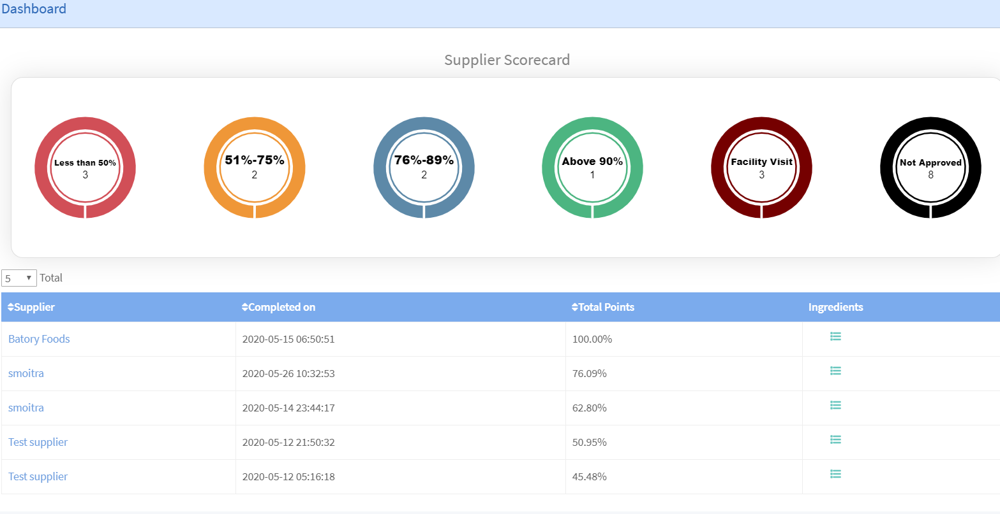 Dashboard
Supplier Scorecard
Less than 50%
3
51%-75%
2
76%-89%
2
Above 90%
1
Facility Visit
3
Not Approved
8
5 Total
Supplier Completed on Total Points Ingredients
Batory Foods 2020-05-15 06:50:51 100.00%
smoitra 2020-05-26 10:32:53 76.09%
smoitra 2020-05-14 23:44:17 62.80%
Test supplier 2020-05-12 21:50:32 50.95%
Test supplier 2020-05-12 05:16:18 45.48%